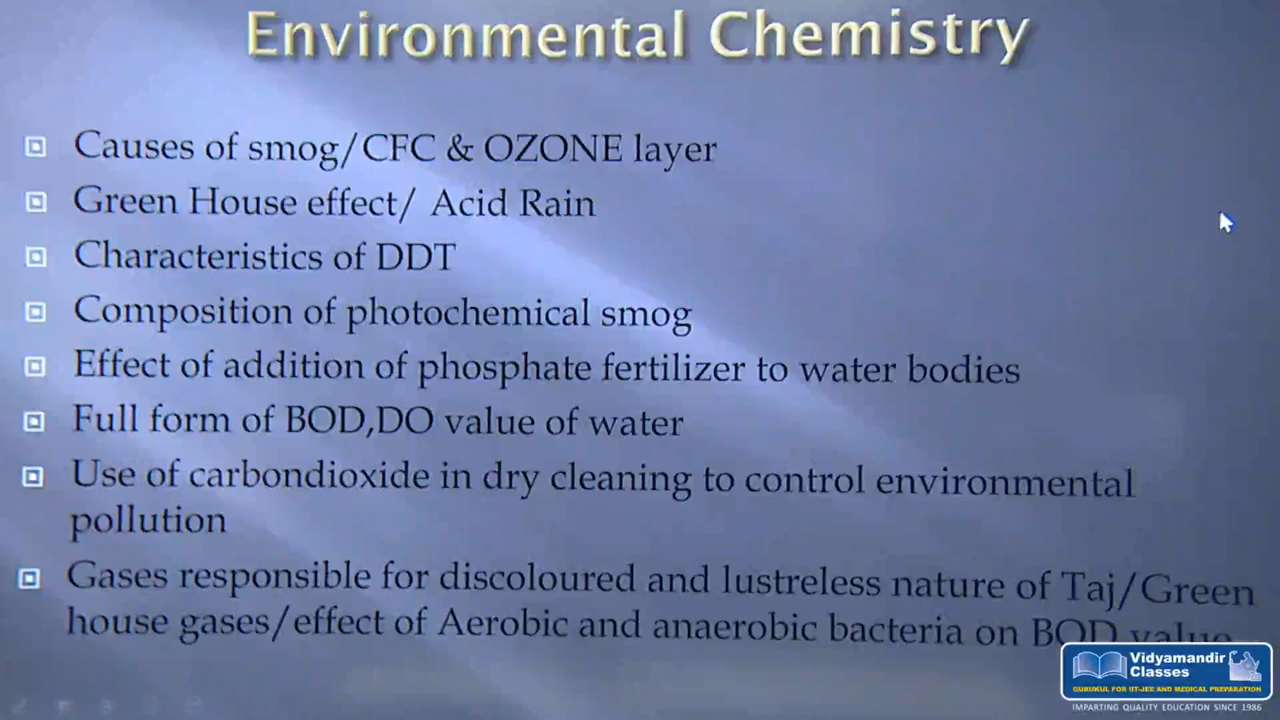 Environmental Chemistry
Causes of smog/CFC & OZONE layer
Green House effect/ Acid Rain
Characteristics of DDT
Composition of photochemical smog
Effect of addition of phosphate fertilizer to water bodies
Full form of BOD,DO value of water
Use of carbondioxide in dry cleaning to control environmental
pollution
Gases responsible for discoloured and lustreless nature of Taj/Green
house gases/effect of Aerobic and anaerobic bacteria on BOD value
Vidyamandir
Classes
GURUKUL FOR IIT-JEE AND MEDICAL PREPARATION
IMPARTING QUALITY EDUCATION SINCE 1986